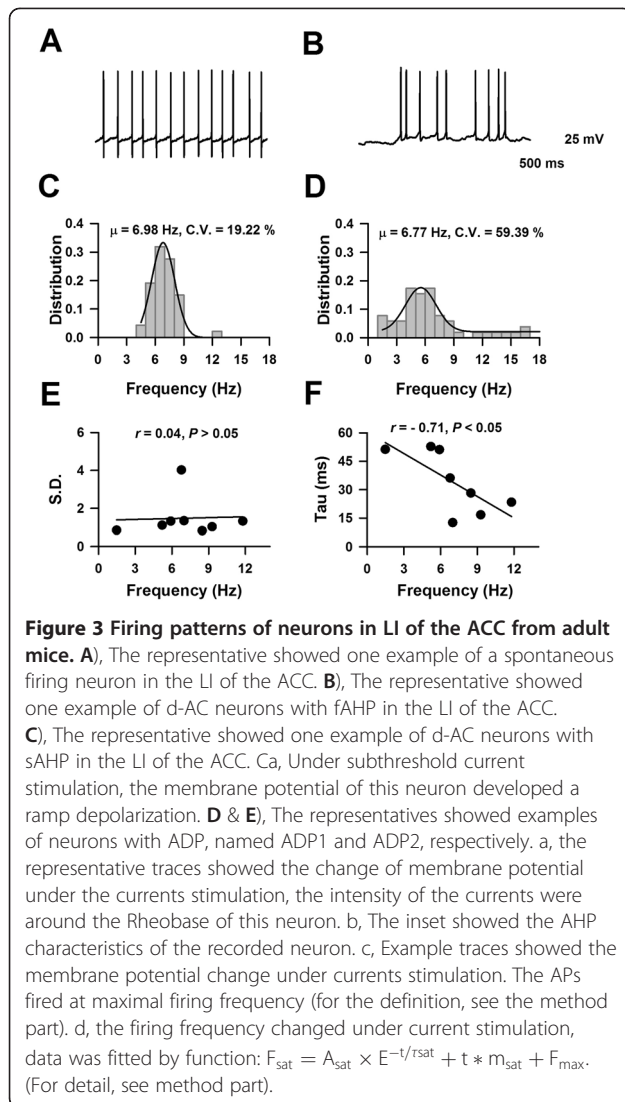 A
B
25 mV
500 ms
C
D
μ = 6.98 Hz, C.V. = 19.22 %
Distribution
0.4
0.3
0.2
0.1
0.0
0 3 6 9 12 15 18
Frequency (Hz)
μ = 6.77 Hz, C.V. = 59.39 %
Distribution
0.4
0.3
0.2
0.1
0.0
0 3 6 9 12 15 18
Frequency (Hz)
E
F
r = 0.04, P > 0.05
S.D.
6
4
2
0
0 3 6 9 12
Frequency (Hz)
r = - 0.71, P < 0.05
Tau (ms)
60
45
30
15
0
0 3 6 9 12
Frequency (Hz)
Figure 3 Firing patterns of neurons in LI of the ACC from adult
mice. A), The representative showed one example of a spontaneous
firing neuron in the LI of the ACC. B), The representative showed
one example of d-AC neurons with fAHP in the LI of the ACC.
C), The representative showed one example of d-AC neurons with
sAHP in the LI of the ACC. Ca, Under subthreshold current
stimulation, the membrane potential of this neuron developed a
ramp depolarization. D & E), The representatives showed examples
of neurons with ADP, named ADP1 and ADP2, respectively. a, the
representative traces showed the change of membrane potential
under the currents stimulation, the intensity of the currents were
around the Rheobase of this neuron. b, The inset showed the AHP
characteristics of the recorded neuron. c, Example traces showed the
membrane potential change under currents stimulation. The APs
fired at maximal firing frequency (for the definition, see the method
part). d, the firing frequency changed under current stimulation,
data was fitted by function: F_sat = A_sat × E^(−t/τsat) + t ∗ m_sat + F_max.
(For detail, see method part).